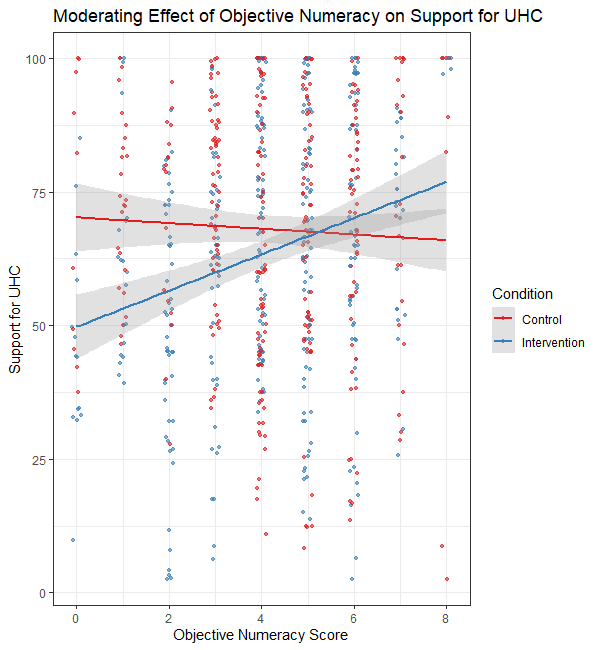 Moderating Effect of Objective Numeracy on Support for UHC
100
75
50
25
0
Support for UHC
0 2 4 6 8
Objective Numeracy Score
Condition
Control
Intervention